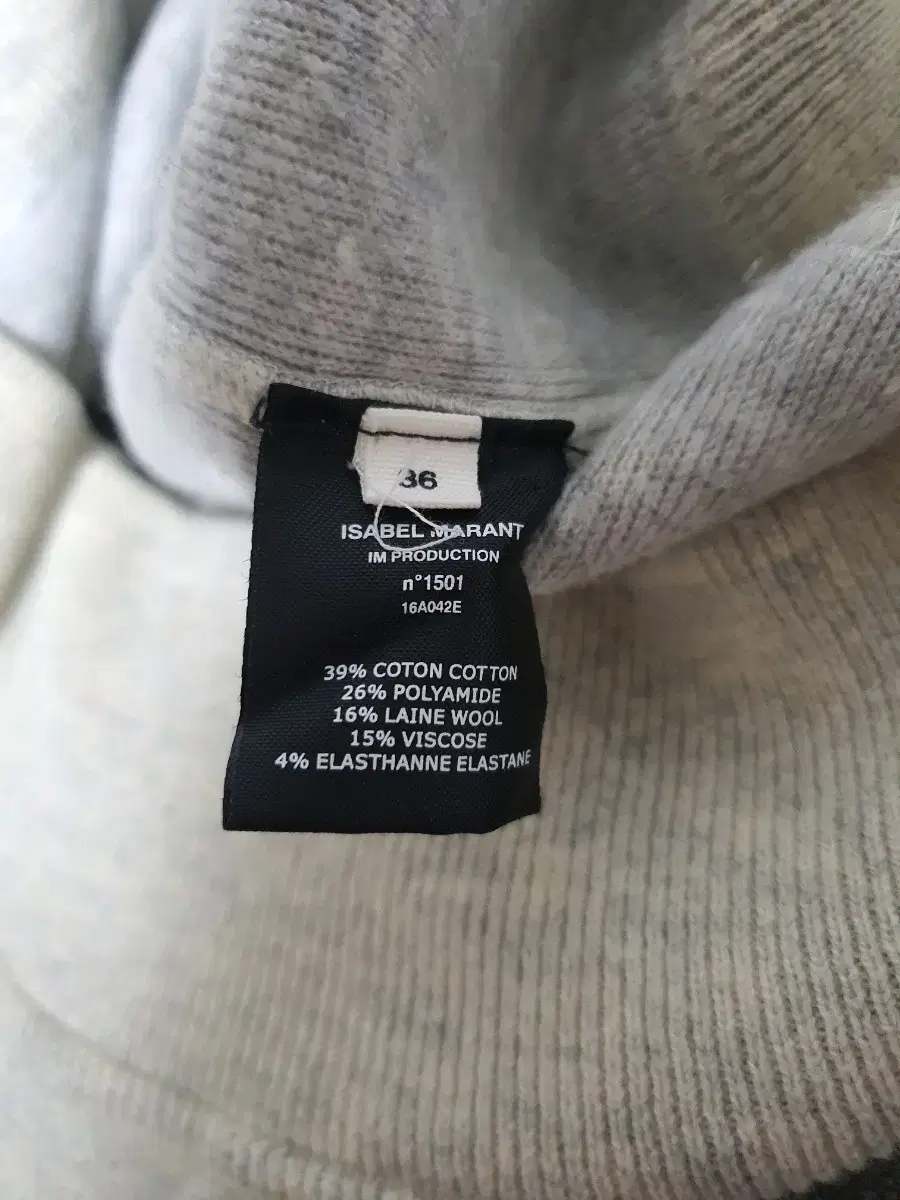 36
ISABEL MARANT
IM PRODUCTION
n°1501
16A042E
39% COTON COTTON
26% POLYAMIDE
16% LAINE WOOL
15% VISCOSE
4% ELASTHANNE ELASTANE